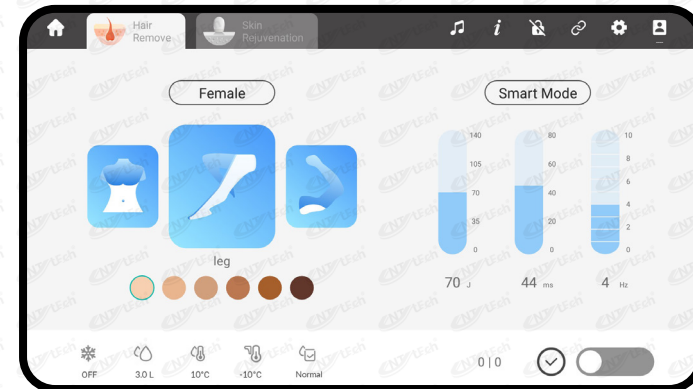 Hair
Remove
Skin
Rejuvenation
i
Female
Smart Mode
140
105
70
35
0
80
60
40
20
0
10
8
6
4
2
0
leg
70 J
44 ms
4 Hz
OFF
3.0 L
10°C
-10°C
Normal
0 | 0